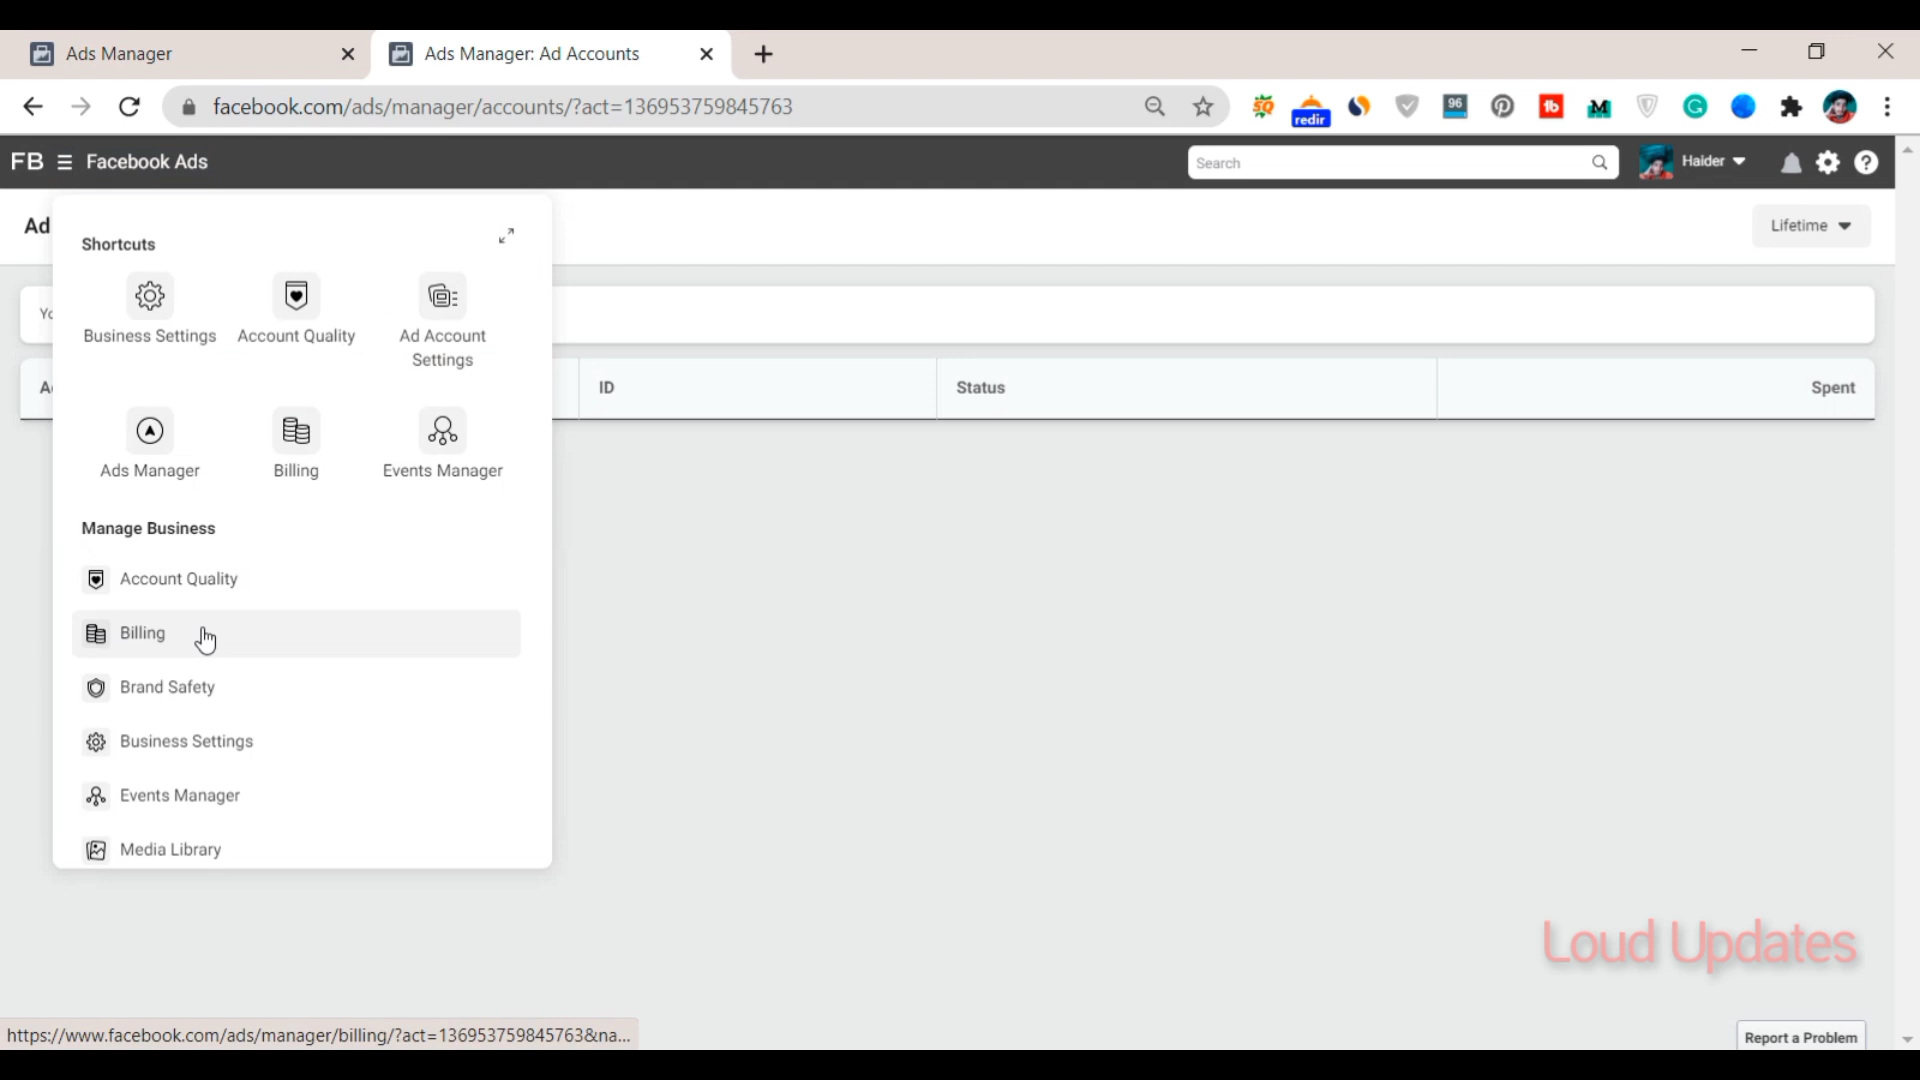 Ads Manager
Ads Manager: Ad Accounts
facebook.com/ads/manager/accounts/?act=136953759845763
redir
96
FB
Facebook Ads
Search
Haider
Ad
Lifetime
Shortcuts
Business Settings
Account Quality
Ad Account
Settings
Ads Manager
Billing
Events Manager
ID
Status
Spent
Manage Business
Account Quality
Billing
Brand Safety
Business Settings
Events Manager
Media Library
Loud Updates
https://www.facebook.com/ads/manager/billing/?act=136953759845763&na...
Report a Problem